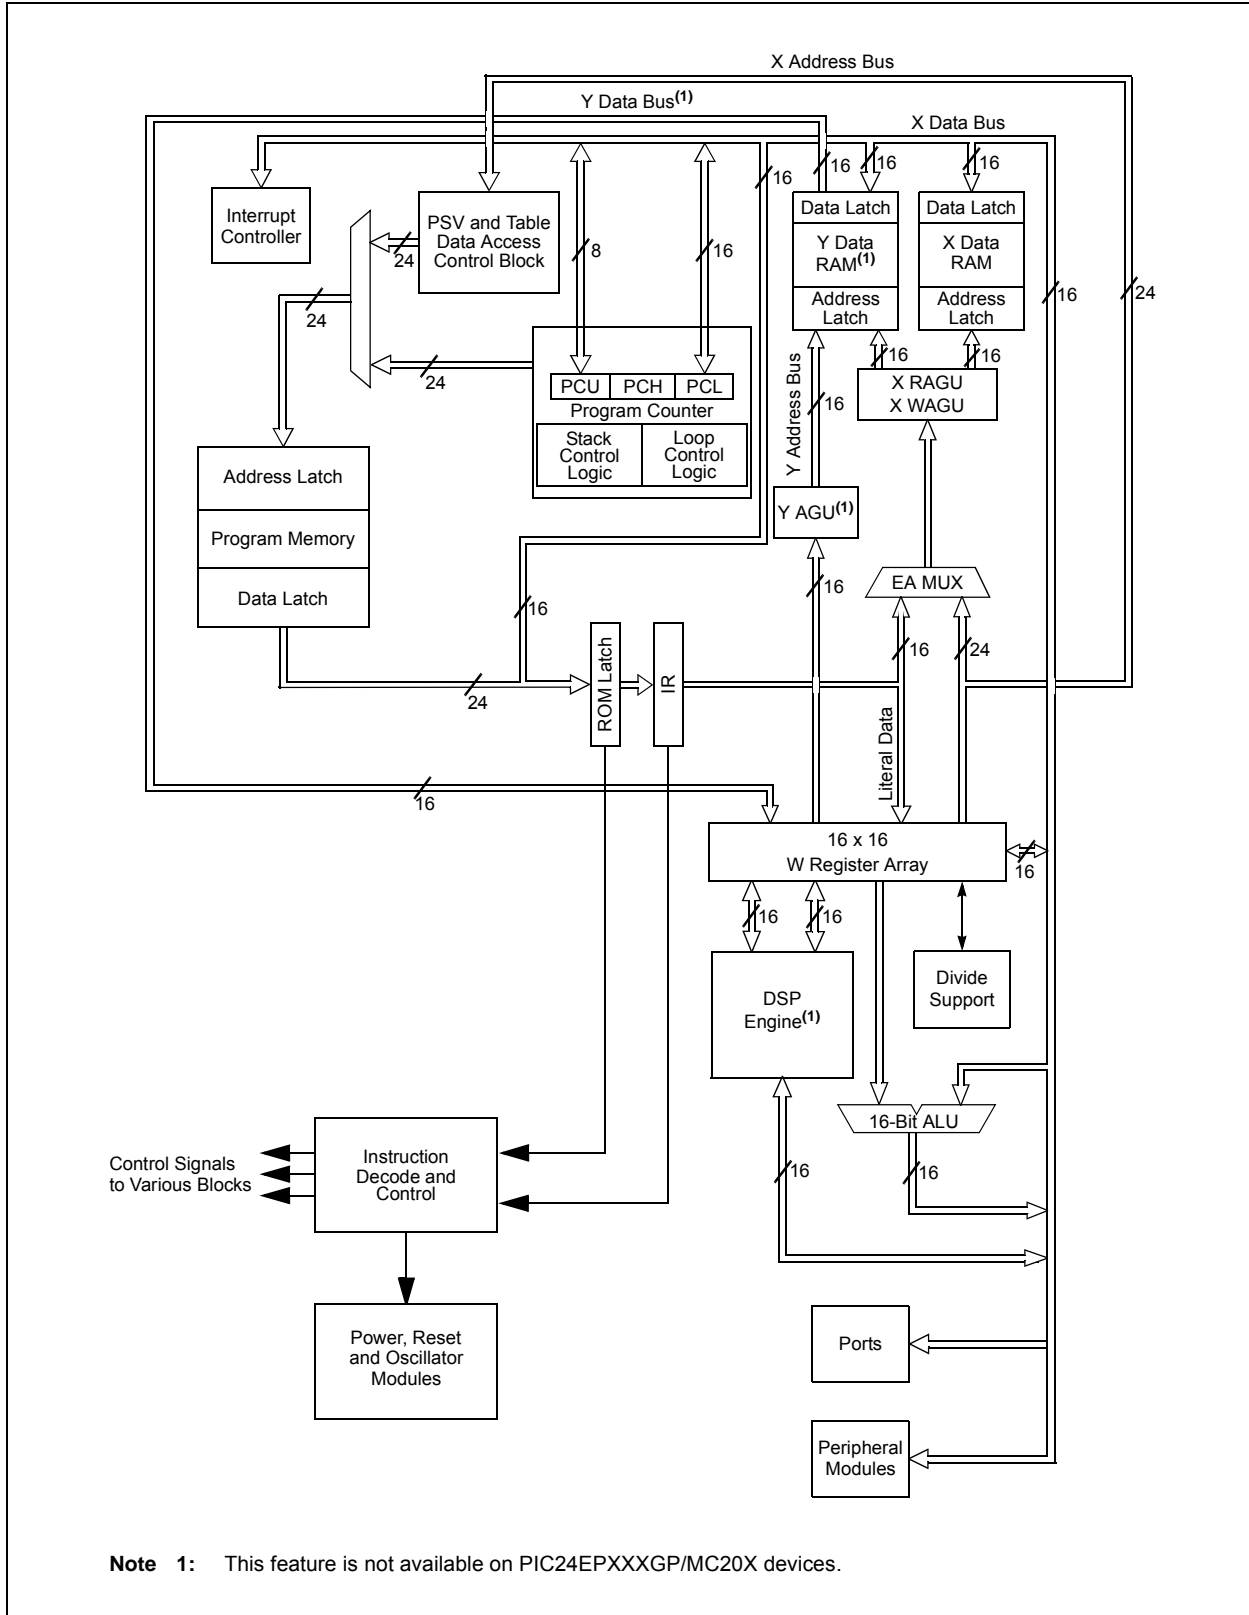 X Address Bus
Y Data Bus(1)
X Data Bus
16
16
16
16
Interrupt
Controller
PSV and Table
Data Access
Control Block
24
8
16
Data Latch
Y Data
RAM(1)
Address
Latch
Data Latch
X Data
RAM
Address
Latch
16
24
24
24
16
16
PCU
PCH
PCL
Program Counter
Stack
Control
Logic
Loop
Control
Logic
X RAGU
X WAGU
Y Address Bus
16
Address Latch
Program Memory
Data Latch
Y AGU(1)
16
EA MUX
16
16
24
24
ROM Latch
IR
Literal Data
16
16 x 16
W Register Array
16
16
16
DSP
Engine(1)
Divide
Support
16-Bit ALU
16
16
Control Signals
to Various Blocks
Instruction
Decode and
Control
Power, Reset
and Oscillator
Modules
Ports
Peripheral
Modules
Note 1: This feature is not available on PIC24EPXXXGP/MC20X devices.